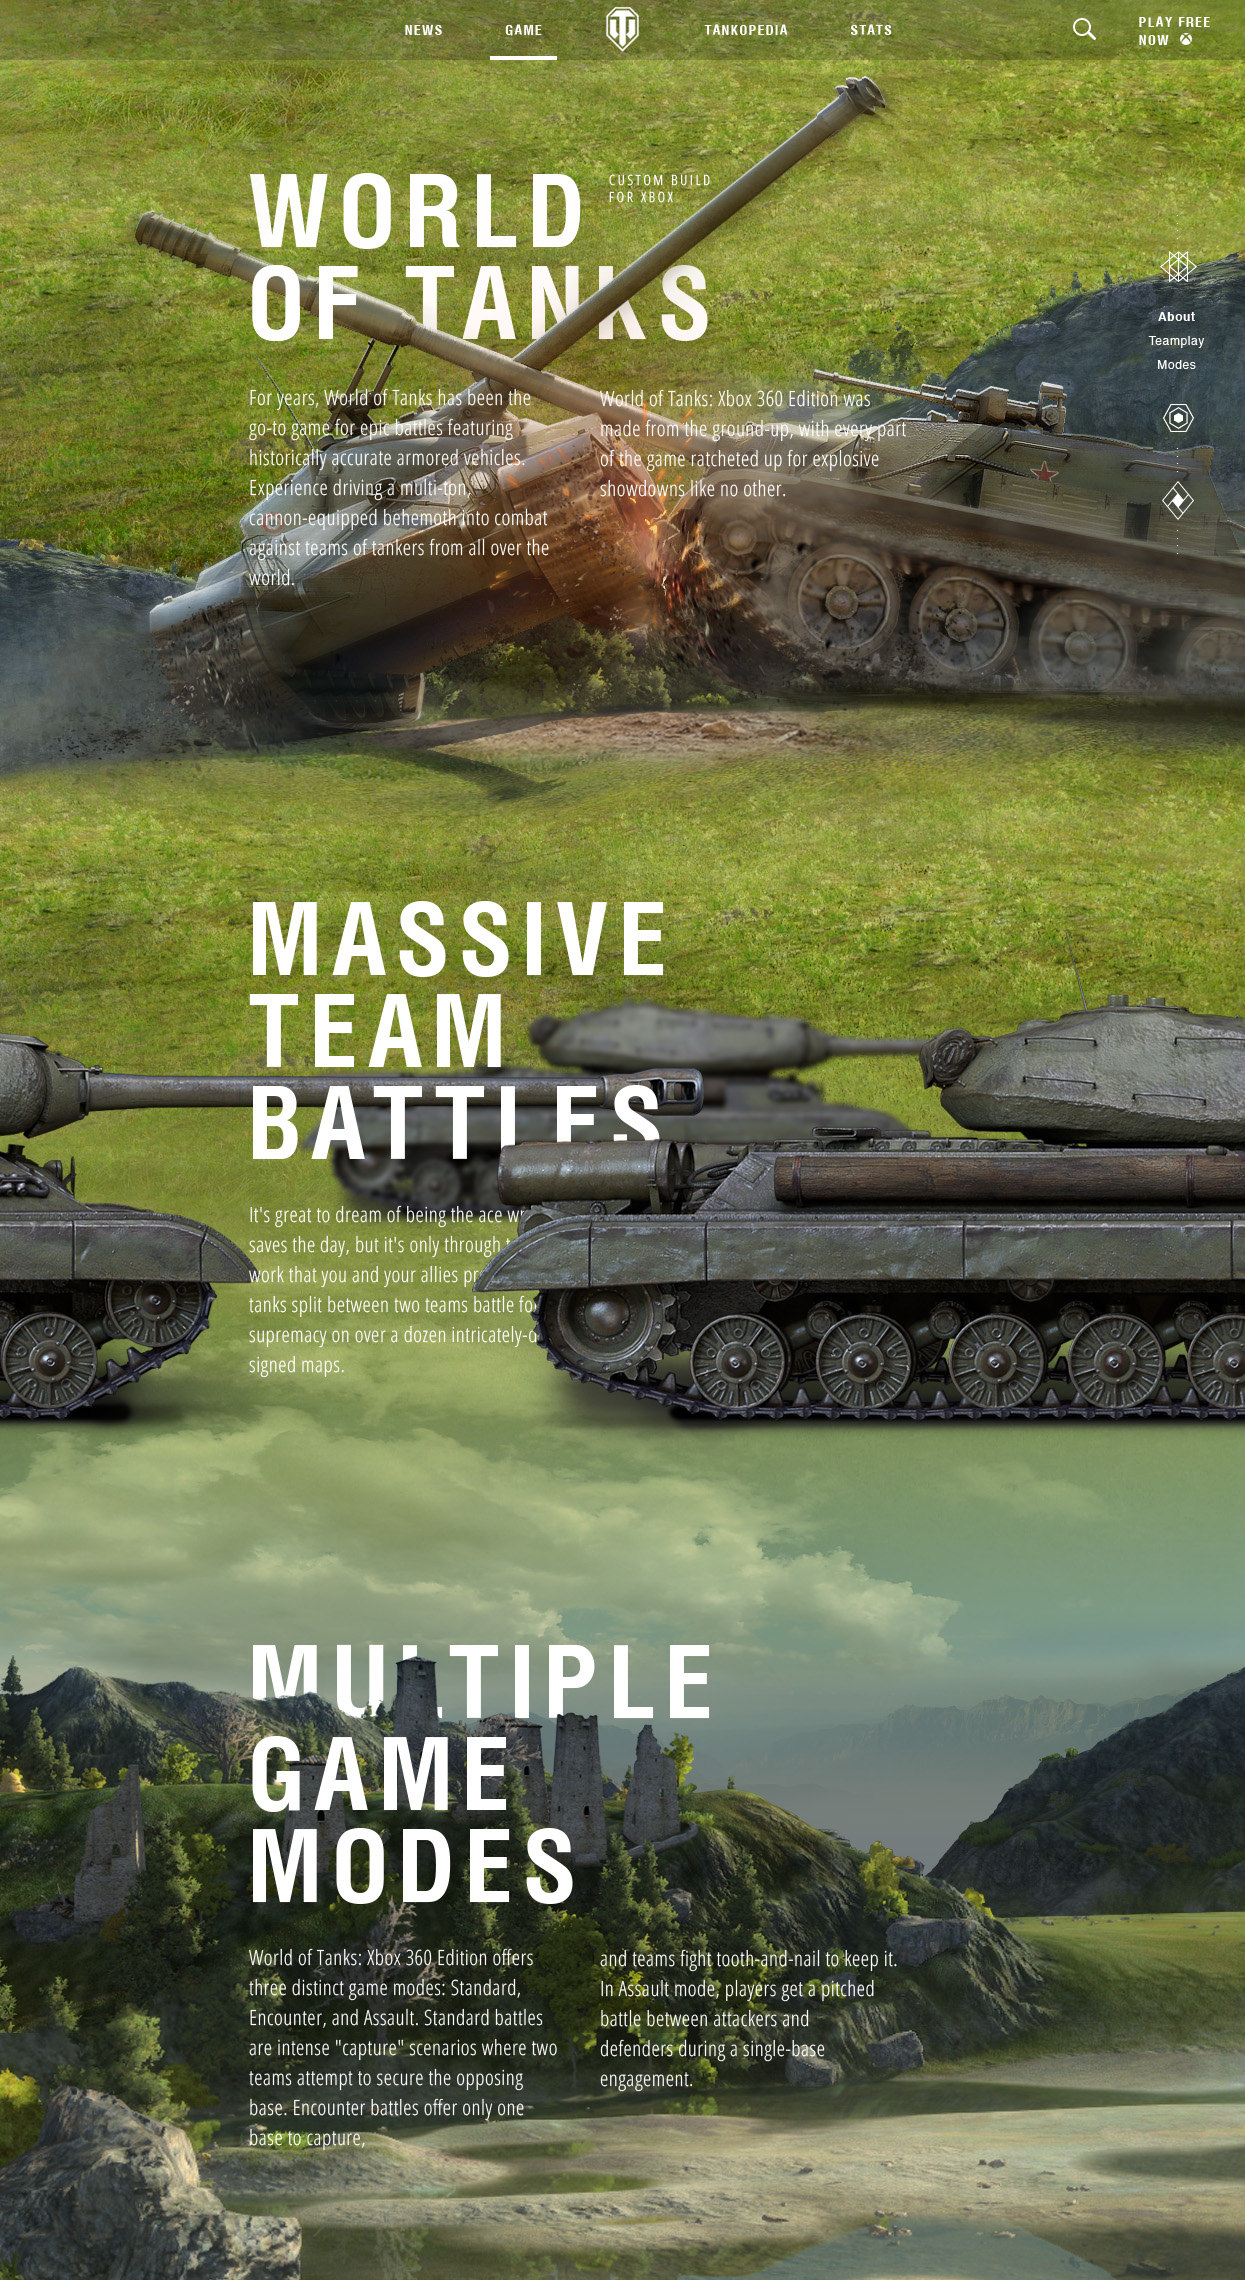 NEWS
GAME
TANKOPEDIA
STATS
PLAY FREE
NOW
WORLD
OF TANKS
CUSTOM BUILD
FOR XBOX
About
Teamplay
Modes
For years, World of Tanks has been the
go-to game for epic battles featuring
historically accurate armored vehicles.
Experience driving a multi-ton,
cannon-equipped behemoth into combat
against teams of tankers from all over the
world.
World of Tanks: Xbox 360 Edition was
made from the ground-up, with every part
of the game ratcheted up for explosive
showdowns like no other.
MASSIVE
TEAM
BATTLES
It's great to dream of being the ace
saves the day, but it's only through
work that you and your allies
tanks split between two teams battle
supremacy on over a dozen
signed maps.
MULTIPLE
GAME
MODES
World of Tanks: Xbox 360 Edition offers
three distinct game modes: Standard,
Encounter, and Assault. Standard battles
are intense "capture" scenarios where two
teams attempt to secure the opposing
base. Encounter battles offer only one
base to capture,
and teams fight tooth-and-nail to keep it.
In Assault mode, players get a pitched
battle between attackers and
defenders during a single-base
engagement.